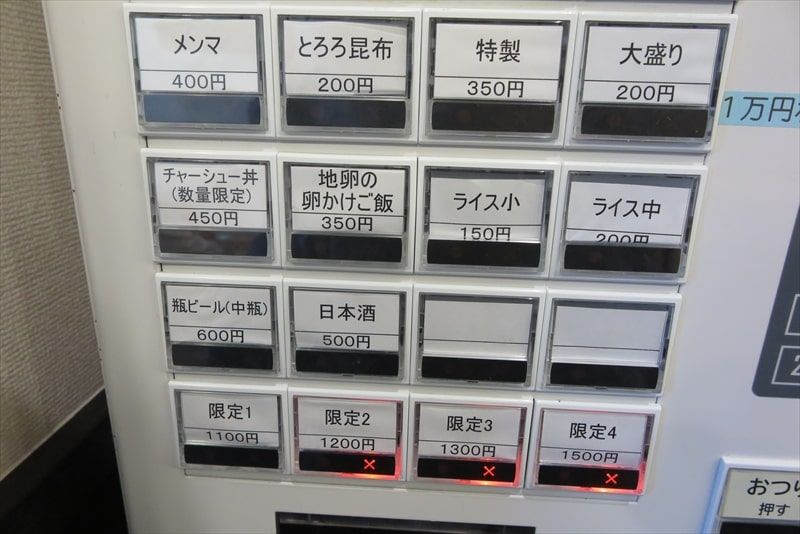 メンマ
400円
とろろ昆布
200円
特製
350円
大盛り
200円
1万円
チャーシュー丼
(数量限定)
450円
地卵の
卵かけご飯
350円
ライス小
150円
ライス中
200円
瓶ビール(中瓶)
600円
日本酒
500円
限定1
1100円
限定2
1200円
×
限定3
1300円
×
限定4
1500円
×
2
おつり
押す